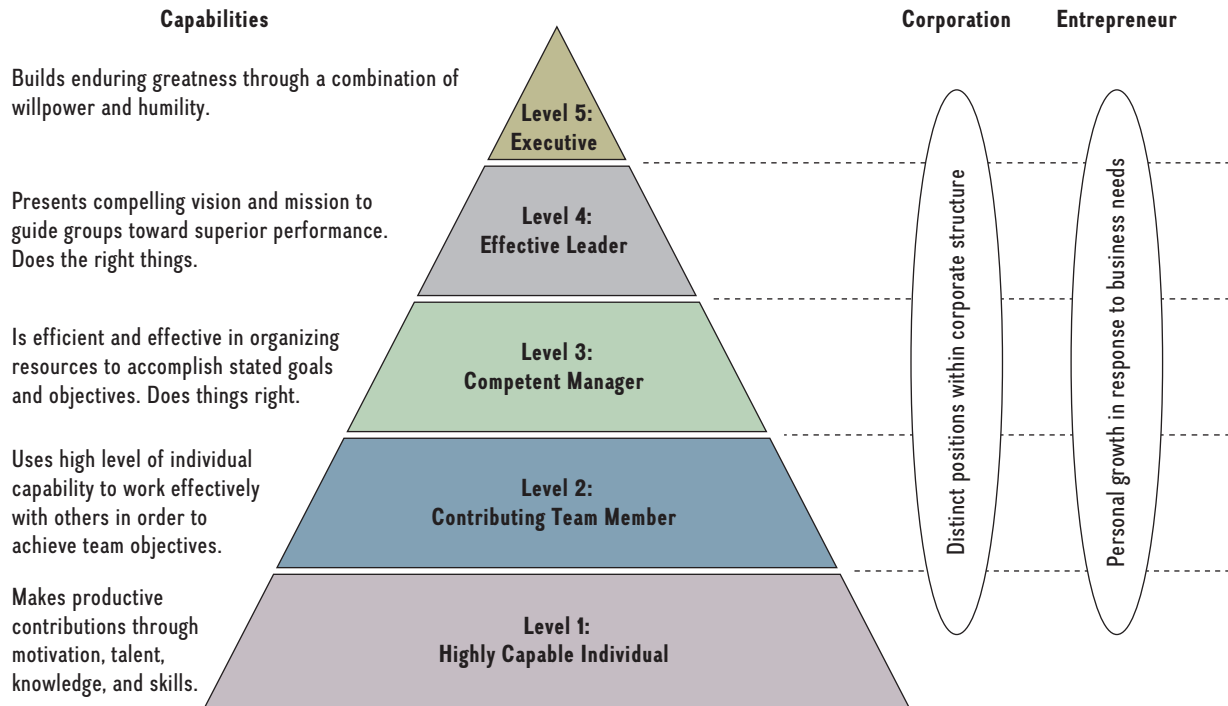 Capabilities
Corporation
Entrepreneur
Builds enduring greatness through a combination of
willpower and humility.
Level 5:
Executive
Presents compelling vision and mission to
guide groups toward superior performance.
Does the right things.
Level 4:
Effective Leader
Is efficient and effective in organizing
resources to accomplish stated goals
and objectives. Does things right.
Level 3:
Competent Manager
Uses high level of individual
capability to work effectively
with others in order to
achieve team objectives.
Level 2:
Contributing Team Member
Makes productive
contributions through
motivation, talent,
knowledge, and skills.
Level 1:
Highly Capable Individual
Distinct positions within corporate structure
Personal growth in response to business needs